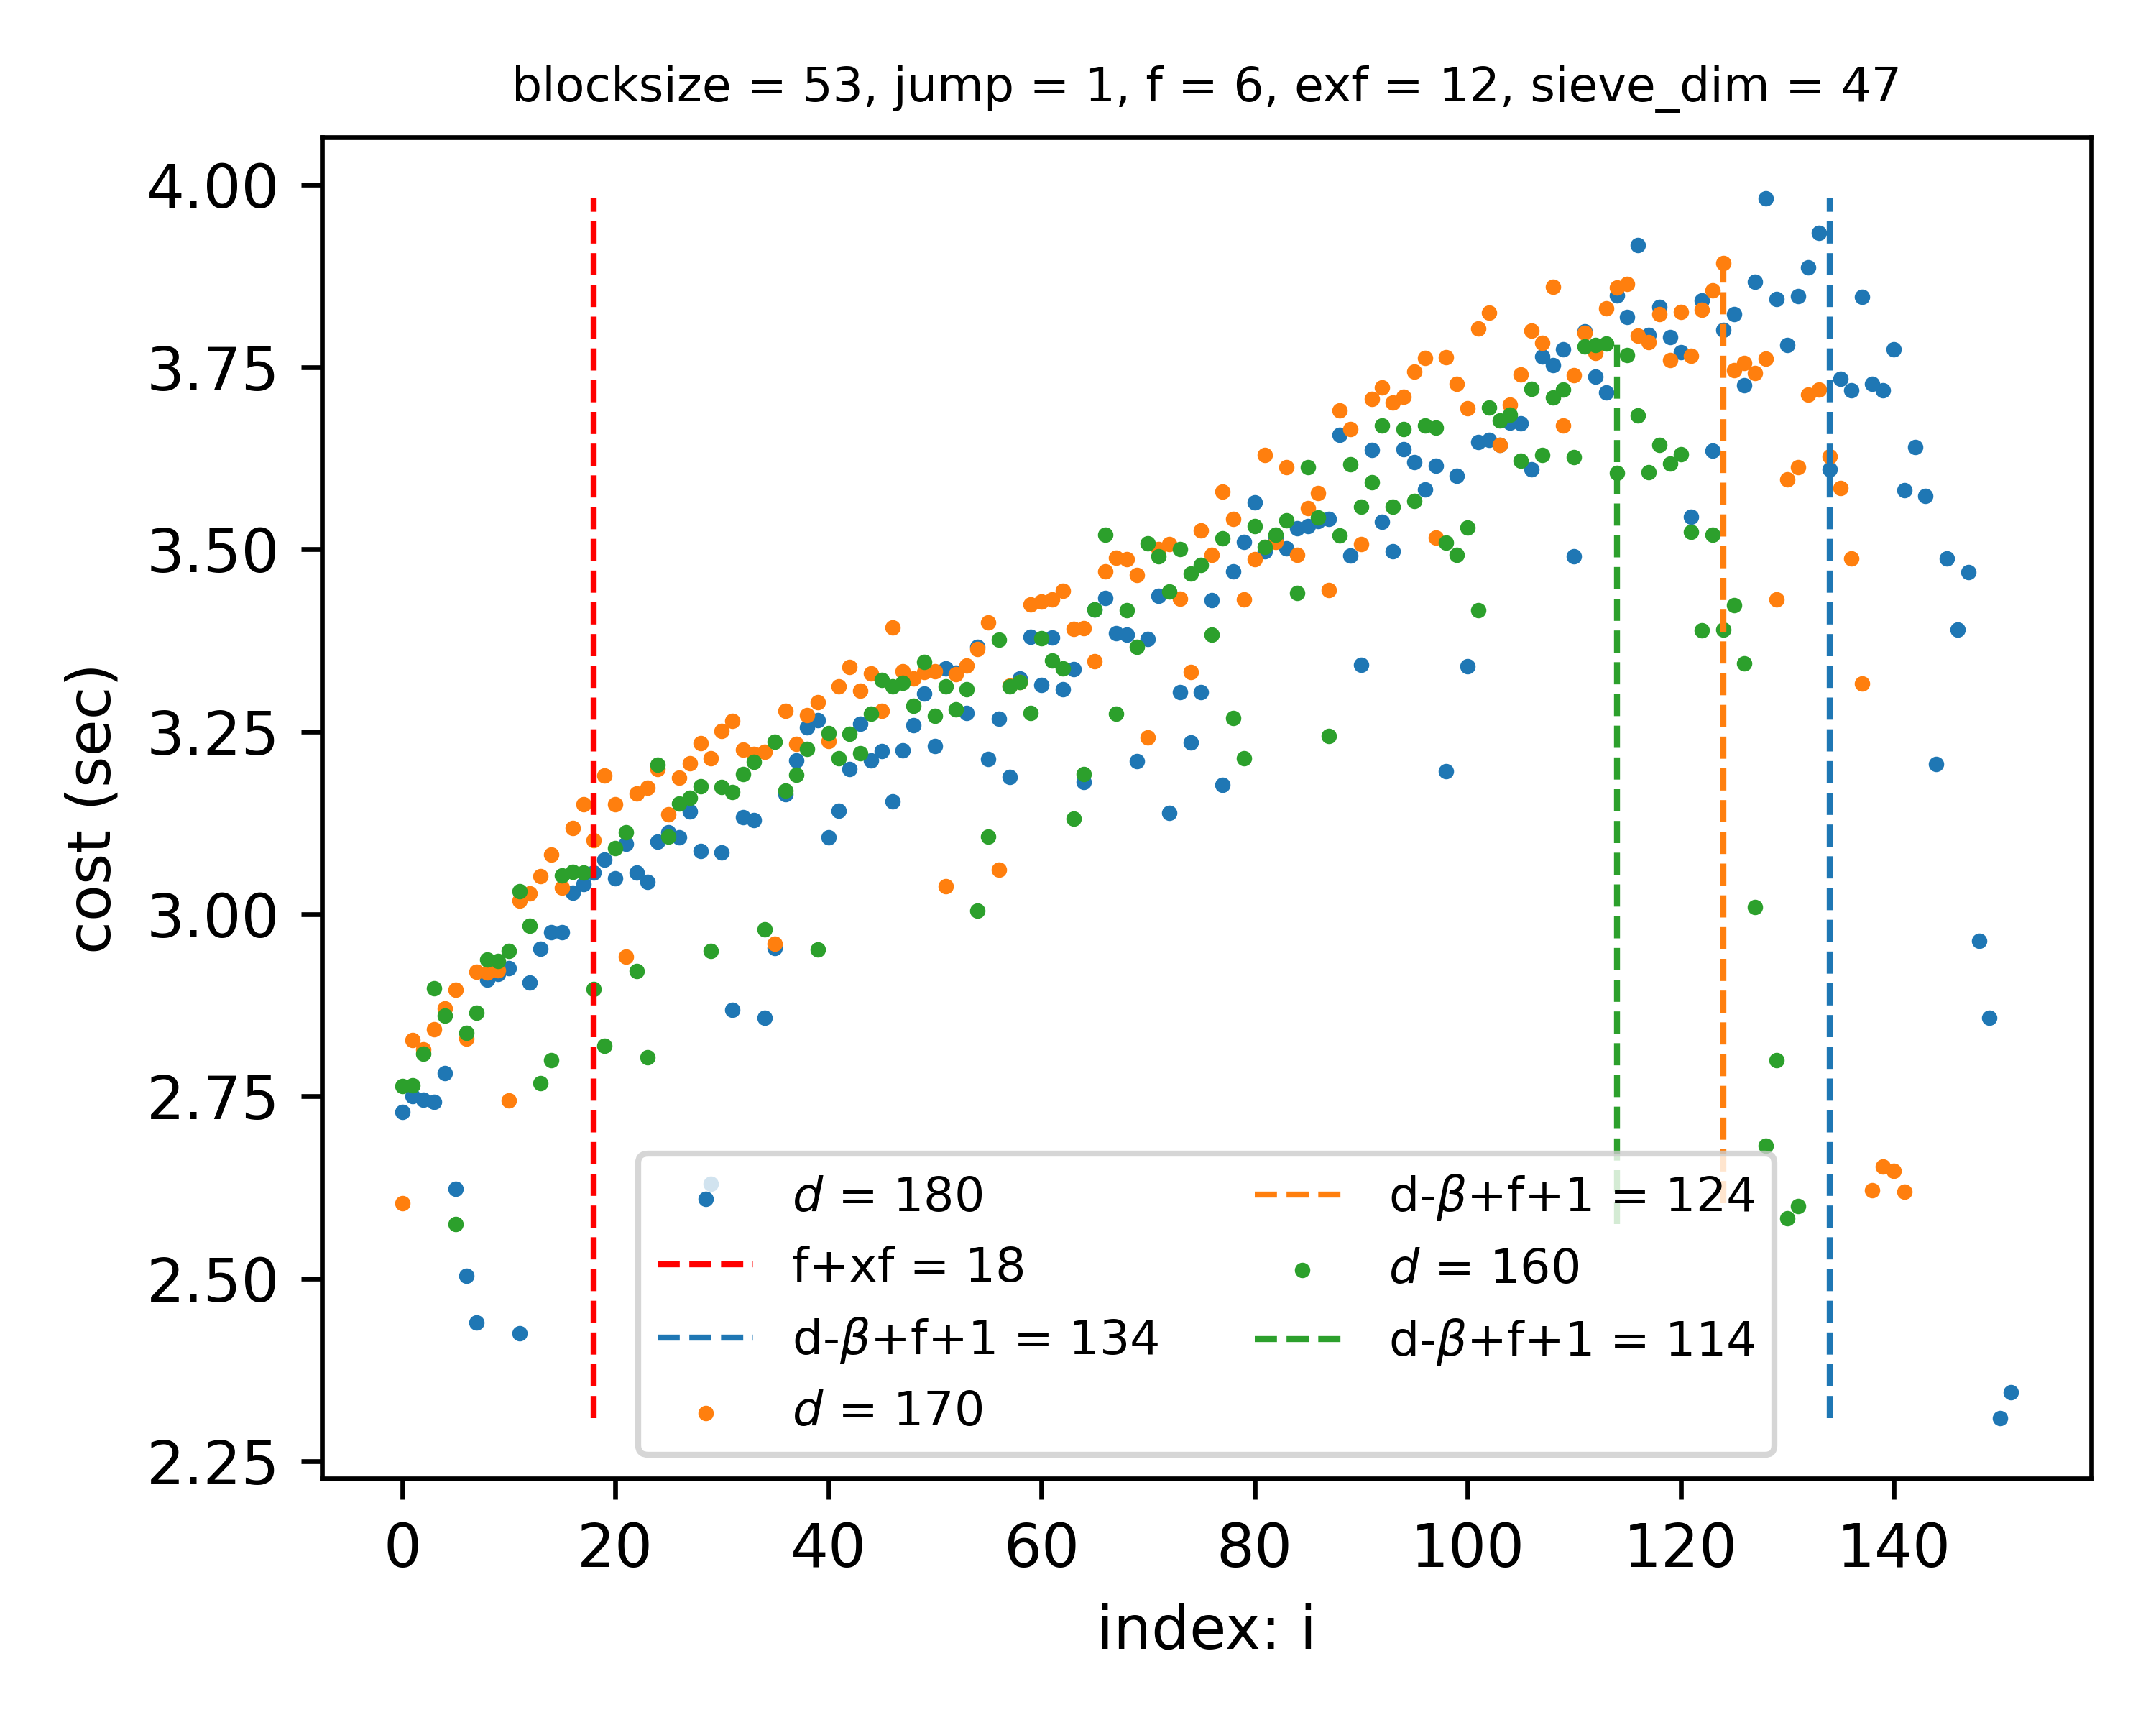 blocksize = 53, jump = 1, f = 6, exf = 12, sieve_dim = 47
4.00
3.75
3.50
3.25
3.00
2.75
2.50
2.25
cost (sec)
d = 180
f+xf = 18
d-β+f+1 = 134
d = 170
d-β+f+1 = 124
d = 160
d-β+f+1 = 114
0 20 40 60 80 100 120 140
index: i